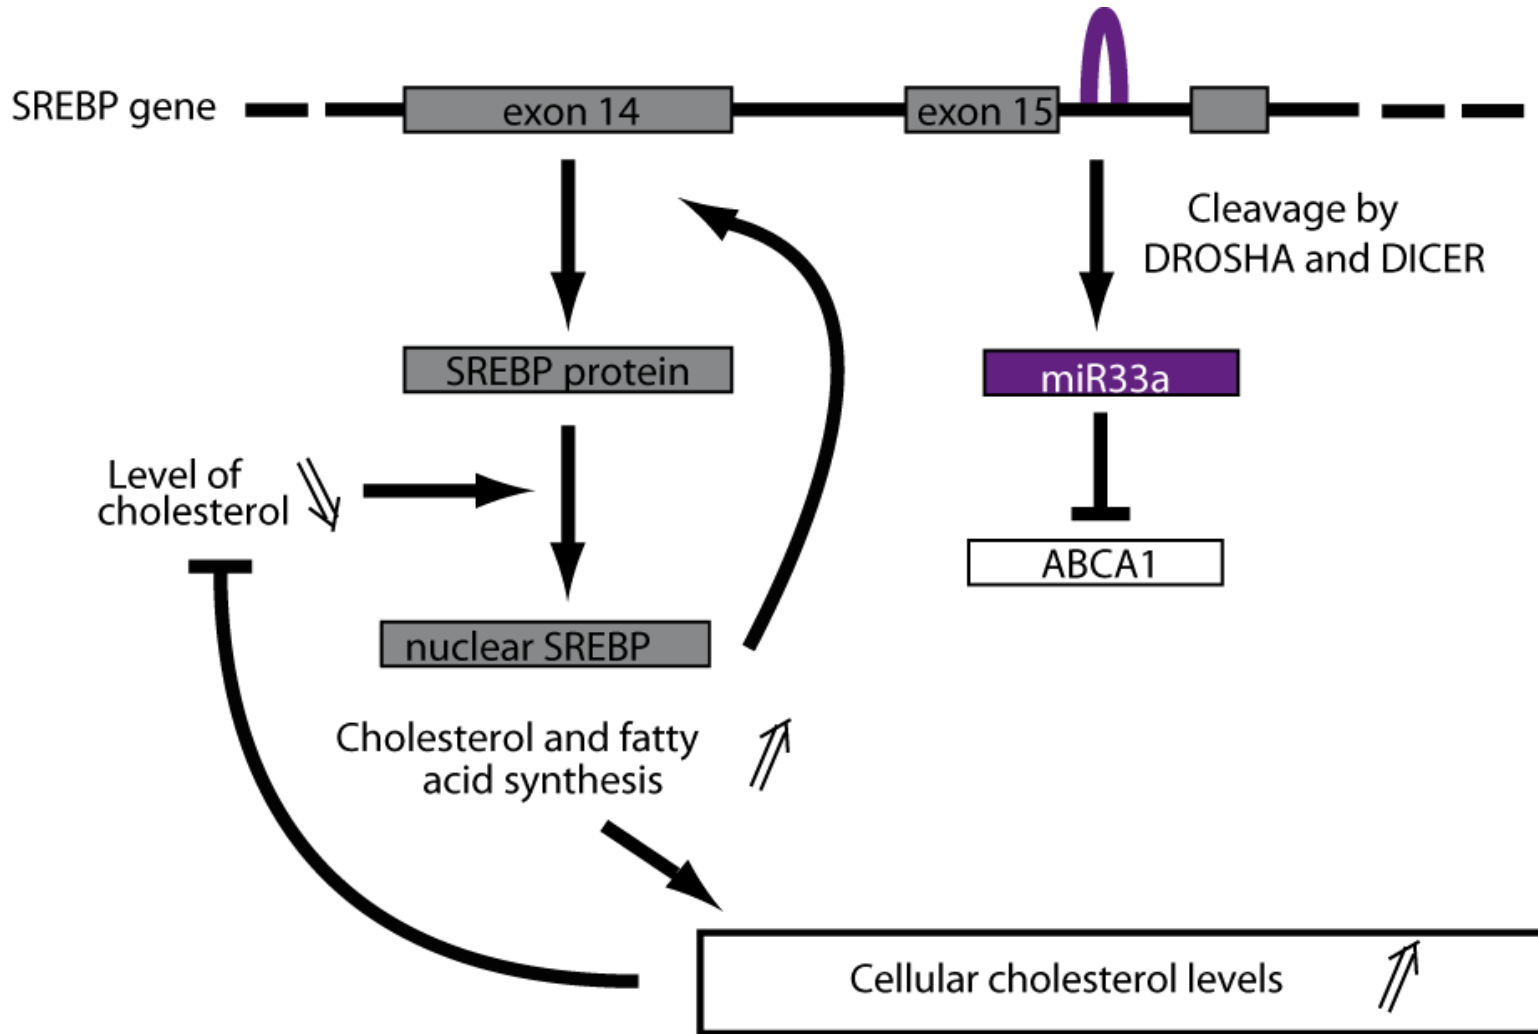 SREBP gene
exon 14
exon 15
Cleavage by
DROSHA and DICER
SREBP protein
miR33a
Level of
cholesterol
ABCA1
nuclear SREBP
Cholesterol and fatty
acid synthesis
Cellular cholesterol levels